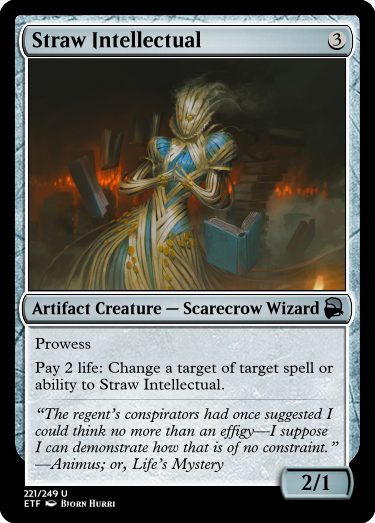 Straw Intellectual 3
Artifact Creature — Scarecrow Wizard
Prowess
Pay 2 life: Change a target of target spell or
ability to Straw Intellectual.
“The regent’s conspirators had once suggested I
could think no more than an effigy—I suppose
I can demonstrate how that is of no constraint.”
—Animus; or, Life’s Mystery
2/1
221/249 U
ETF Bjorn Hurri